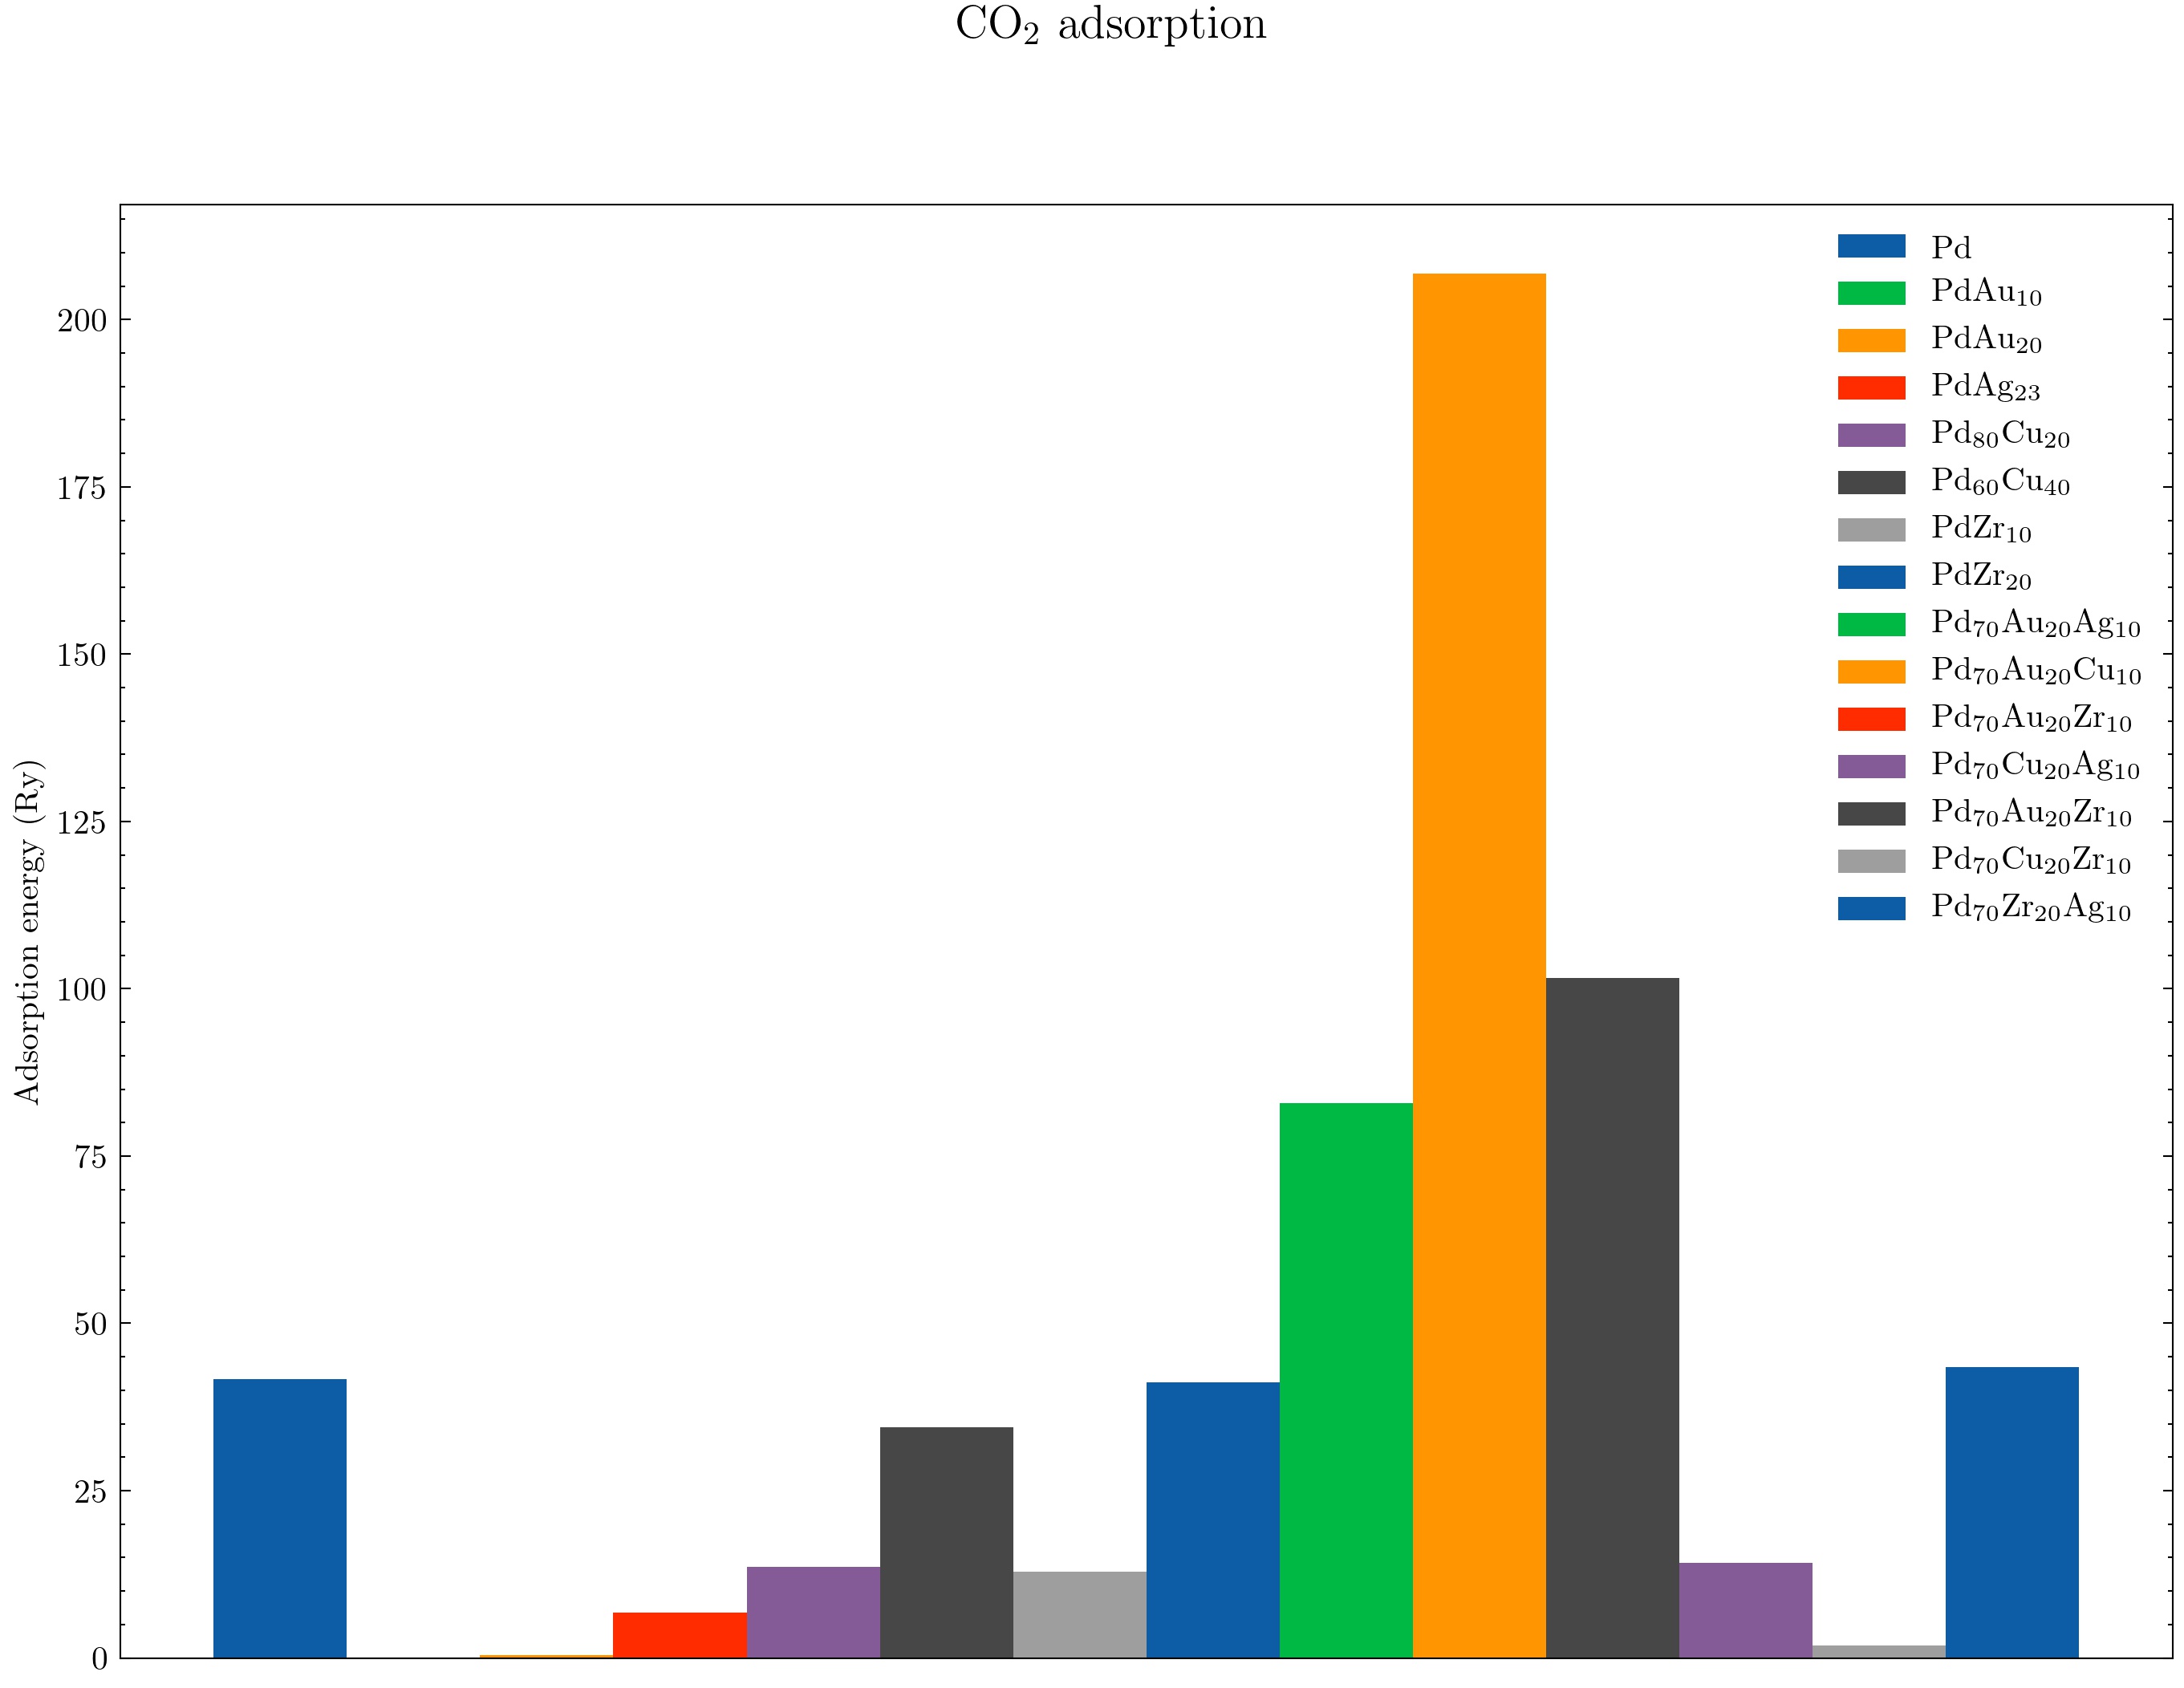 CO₂ adsorption
Adsorption energy (Ry)
200
175
150
125
100
75
50
25
0
Pd
PdAu₁₀
PdAu₂₀
PdAg₂₃
Pd₈₀Cu₂₀
Pd₆₀Cu₄₀
PdZr₁₀
PdZr₂₀
Pd₇₀Au₂₀Ag₁₀
Pd₇₀Au₂₀Cu₁₀
Pd₇₀Au₂₀Zr₁₀
Pd₇₀Cu₂₀Ag₁₀
Pd₇₀Au₂₀Zr₁₀
Pd₇₀Cu₂₀Zr₁₀
Pd₇₀Zr₂₀Ag₁₀